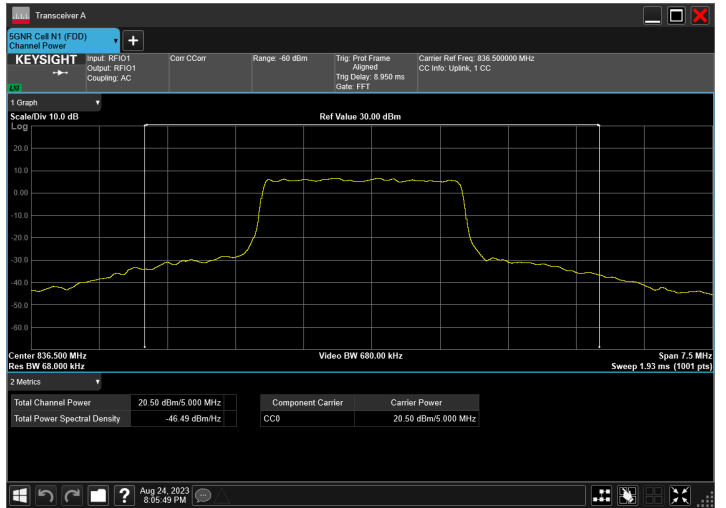 Transceiver A
5GNR Cell N1 (FDD)
Channel Power
+
KEYSIGHT
LXI
Input: RFIO1
Output: RFIO1
Coupling: AC
Corr CCorr
Range: -60 dBm
Trig: Prot Frame
Aligned
Trig Delay: 8.950 ms
Gate: FFT
Carrier Ref Freq: 836.500000 MHz
CC Info: Uplink, 1 CC
1 Graph
Scale/Div 10.0 dB
Ref Value 30.00 dBm
Log
20.0
10.0
0.00
-10.0
-20.0
-30.0
-40.0
-50.0
-60.0
Center 836.500 MHz
Video BW 680.00 kHz
Span 7.5 MHz
Res BW 68.000 kHz
Sweep 1.93 ms (1001 pts)
2 Metrics
Total Channel Power 20.50 dBm/5.000 MHz
Total Power Spectral Density -46.49 dBm/Hz
Component Carrier Carrier Power
CC0 20.50 dBm/5.000 MHz
?
Aug 24, 2023
8:05:49 PM